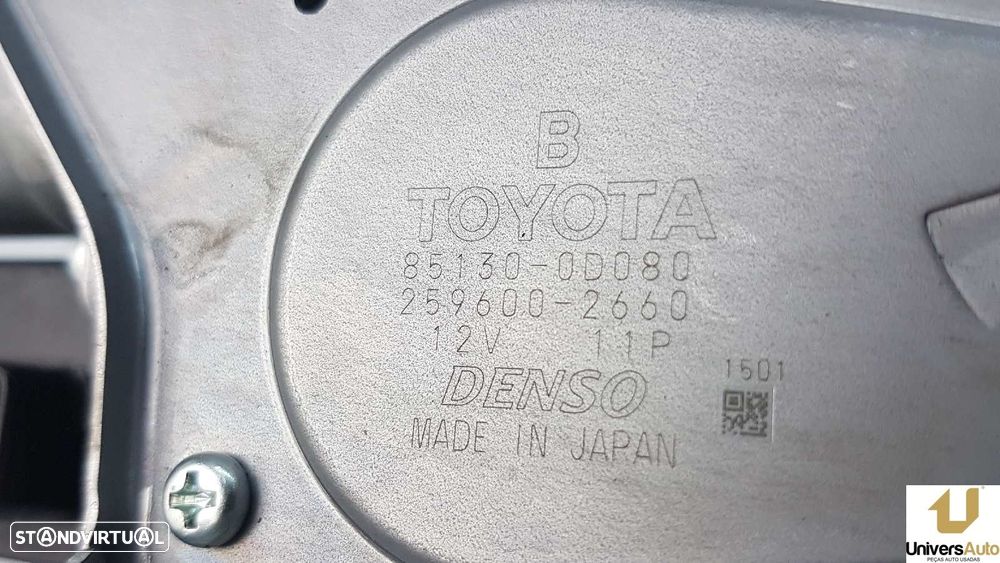 B
TOYOTA
85130-0D080
259600-2660
12V 11P
1501
DENSO
MADE IN JAPAN
STANDVIRTUAL
UniversAuto
PEÇAS AUTO USADAS